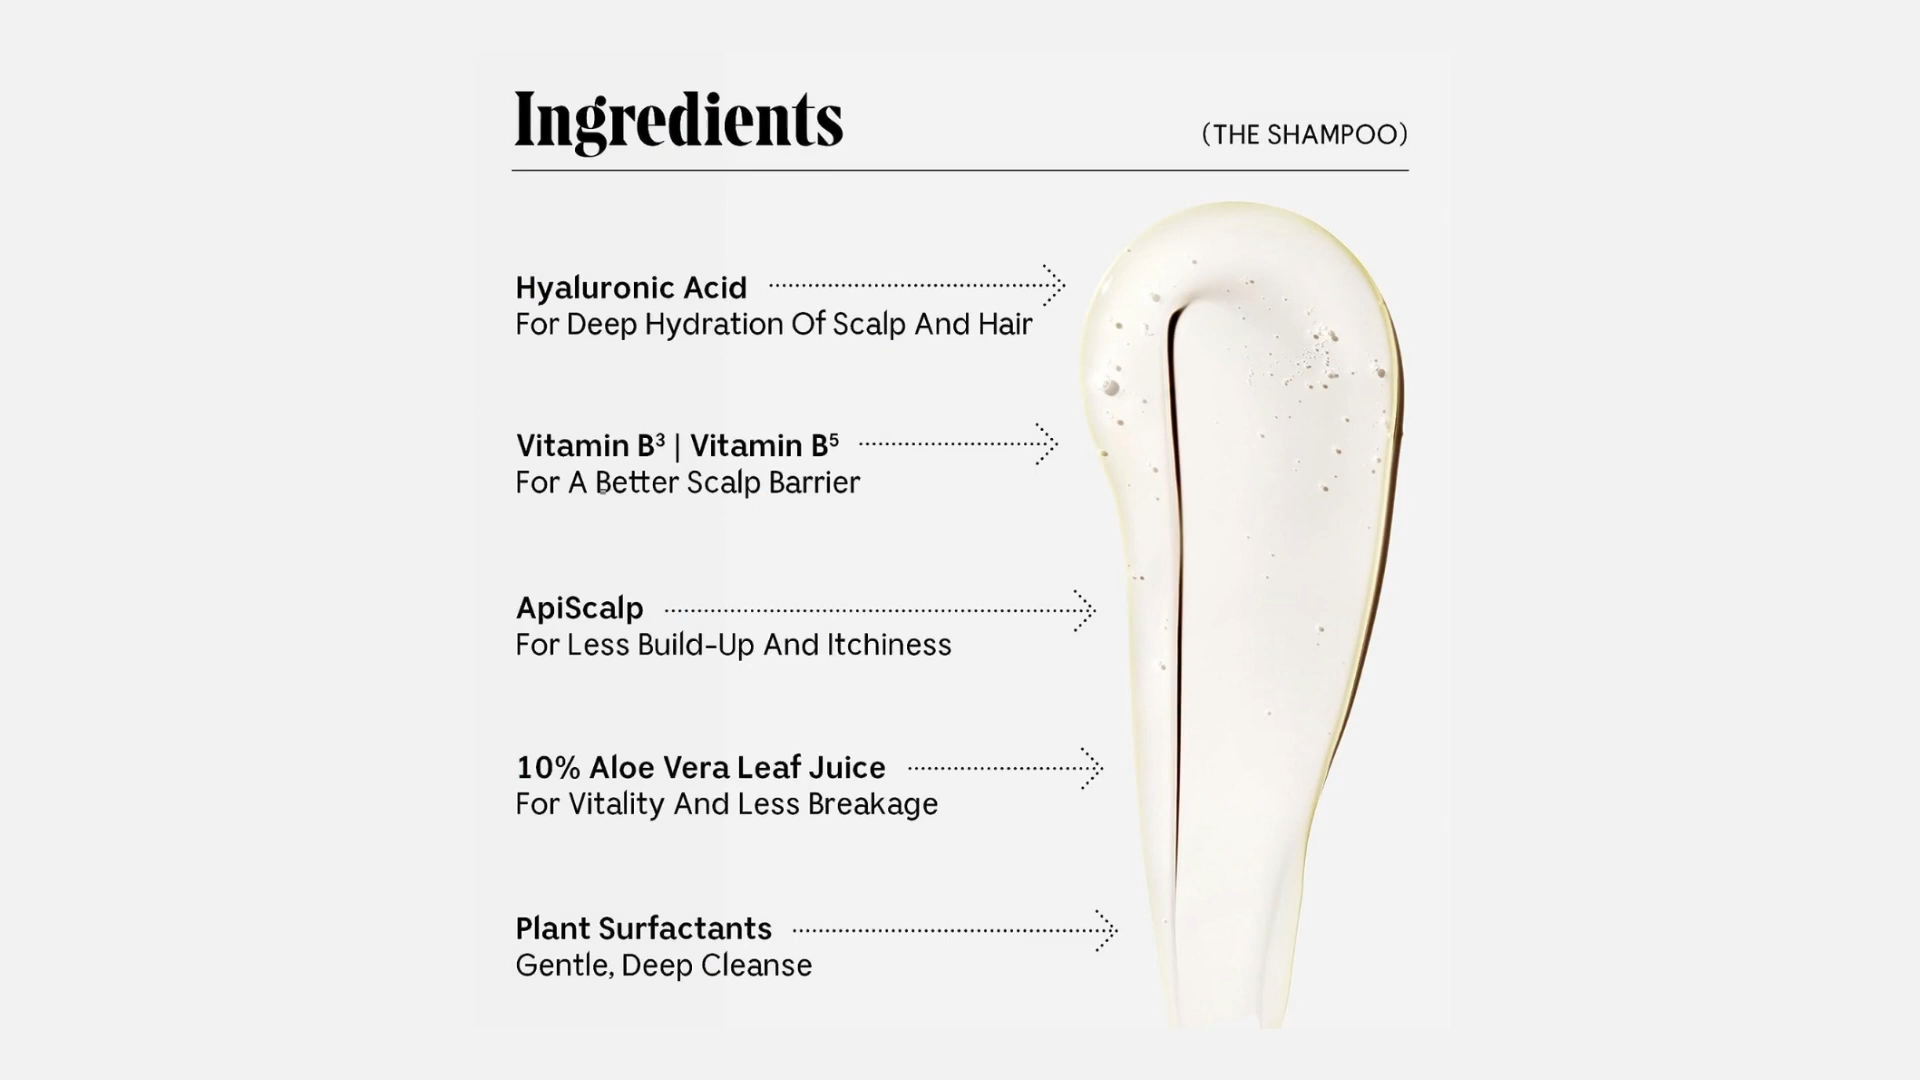 Ingredients
(THE SHAMPOO)
Hyaluronic Acid
For Deep Hydration Of Scalp And Hair
Vitamin B³ | Vitamin B⁵
For A Better Scalp Barrier
ApiScalp
For Less Build-Up And Itchiness
10% Aloe Vera Leaf Juice
For Vitality And Less Breakage
Plant Surfactants
Gentle, Deep Cleanse